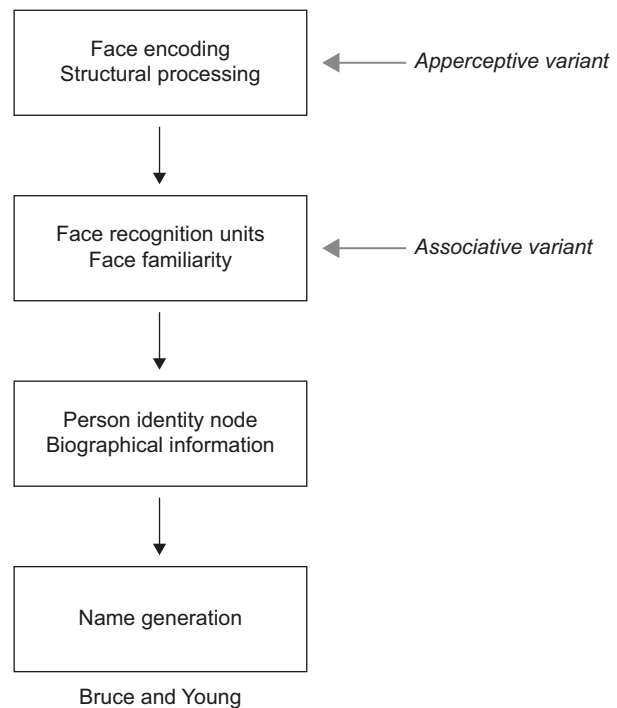 Face encoding
Structural processing
Apperceptive variant
Face recognition units
Face familiarity
Associative variant
Person identity node
Biographical information
Name generation
Bruce and Young